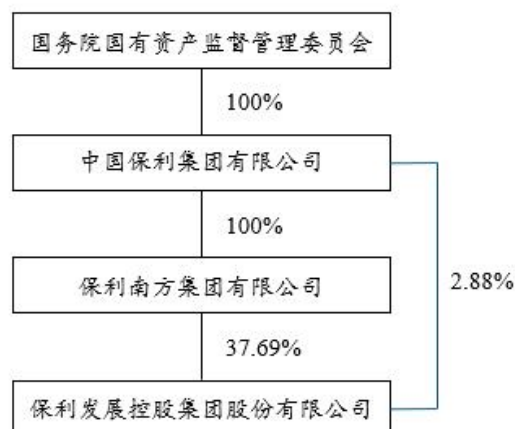 国务院国有资产监督管理委员会
100%
中国保利集团有限公司
100%
保利南方集团有限公司
2.88%
37.69%
保利发展控股集团股份有限公司